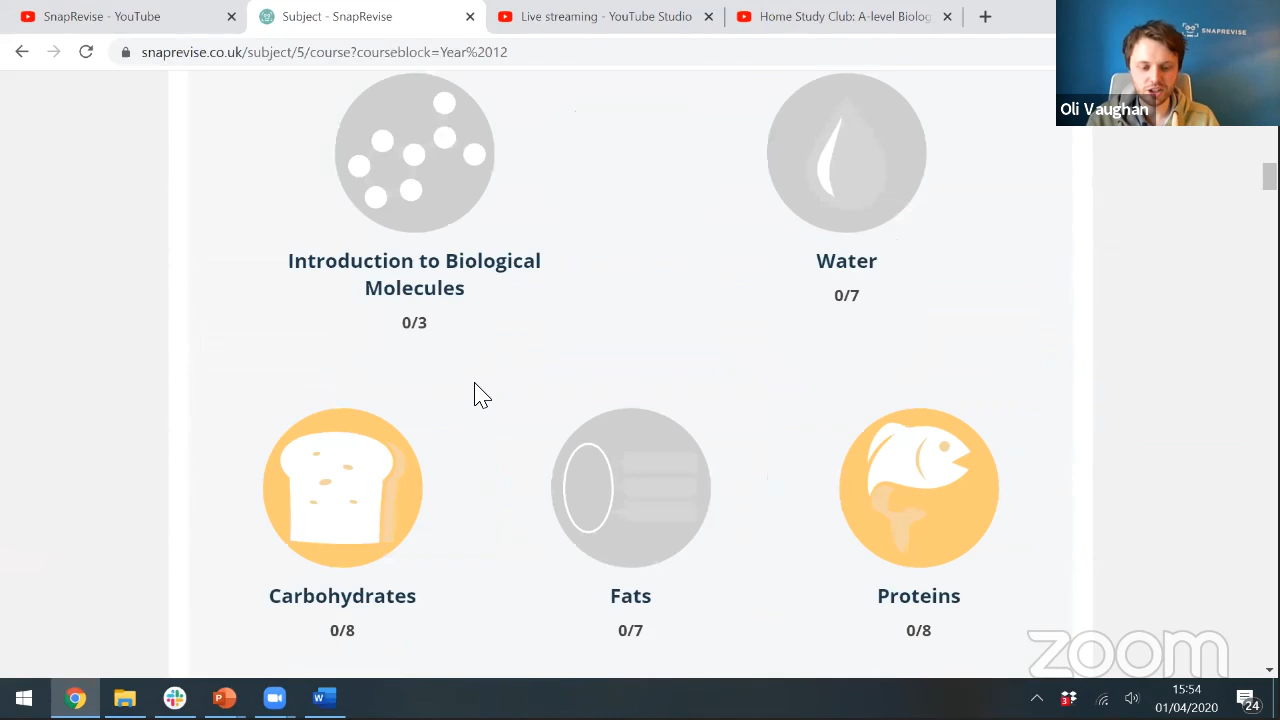 SnapRevise - YouTube
Subject - SnapRevise
Live streaming - YouTube Studio
Home Study Club: A-level Biolog
snaprevise.co.uk/subject/5/course?courseblock=Year%2012
SNAPREVISE
Oli Vaughan
Introduction to Biological
Molecules
0/3
Water
0/7
Carbohydrates
0/8
Fats
0/7
Proteins
0/8
zoom
15:54
01/04/2020
3
24